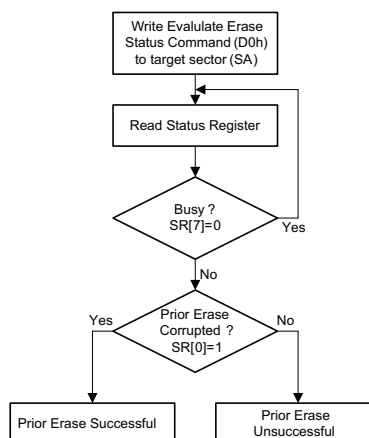 Write Evalulate Erase
Status Command (D0h)
to target sector (SA)
Read Status Register
Busy ?
SR[7]=0
Yes
No
Yes
Prior Erase
Corrupted ?
SR[0]=1
No
Prior Erase Successful
Prior Erase
Unsuccessful